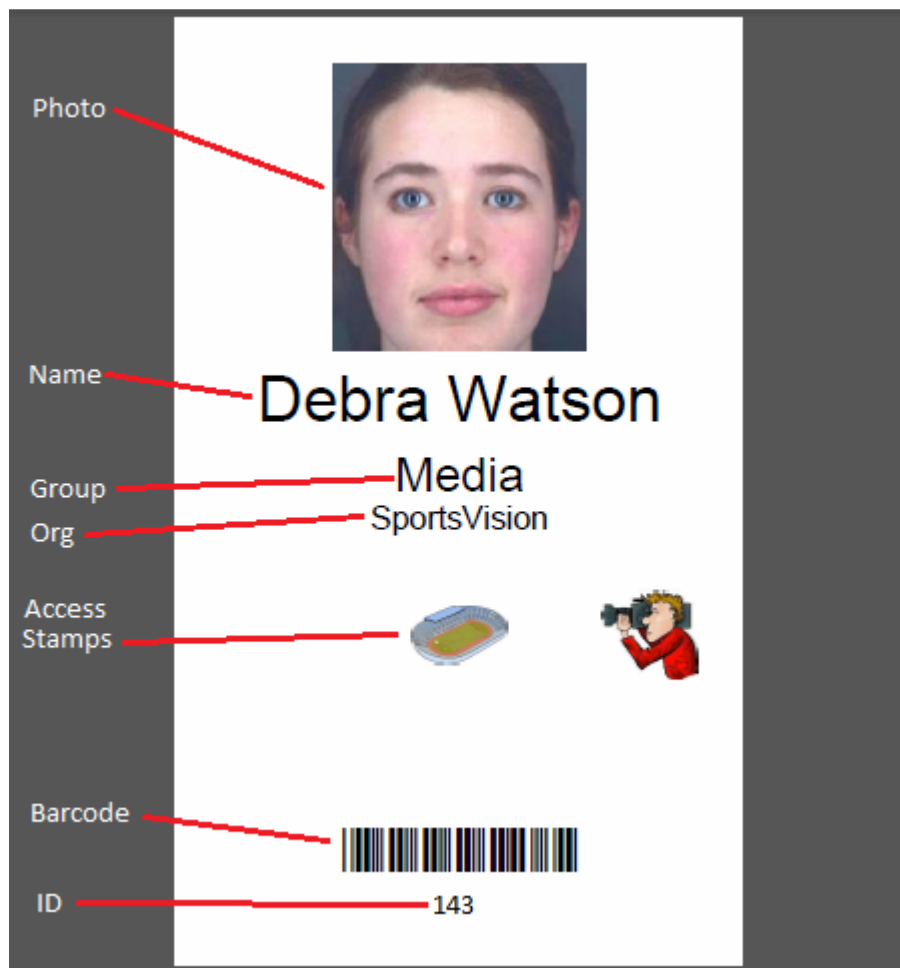 Photo
Name
Debra Watson
Group
Media
Org
SportsVision
Access
Stamps
Barcode
ID
143